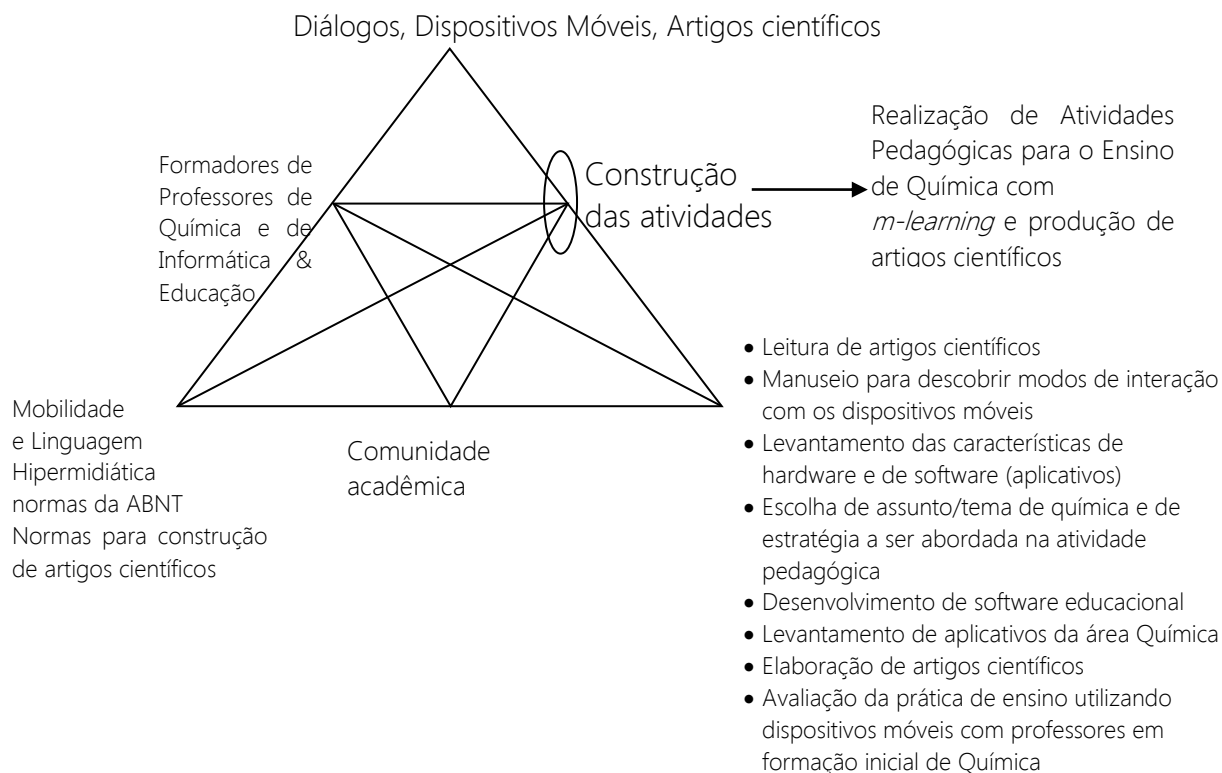 Diálogos, Dispositivos Móveis, Artigos científicos
Formadores de
Professores de
Química e de
Informática &
Educação
Construção
das atividades
Realização de Atividades
Pedagógicas para o Ensino
de Química com
m-learning e produção de
artigos científicos
Mobilidade
e Linguagem
Hipermidiática
normas da ABNT
Normas para construção
de artigos científicos
Comunidade
acadêmica
• Leitura de artigos científicos
• Manuseio para descobrir modos de interação
com os dispositivos móveis
• Levantamento das características de
hardware e de software (aplicativos)
• Escolha de assunto/tema de química e de
estratégia a ser abordada na atividade
pedagógica
• Desenvolvimento de software educacional
• Levantamento de aplicativos da área Química
• Elaboração de artigos científicos
• Avaliação da prática de ensino utilizando
dispositivos móveis com professores em
formação inicial de Química